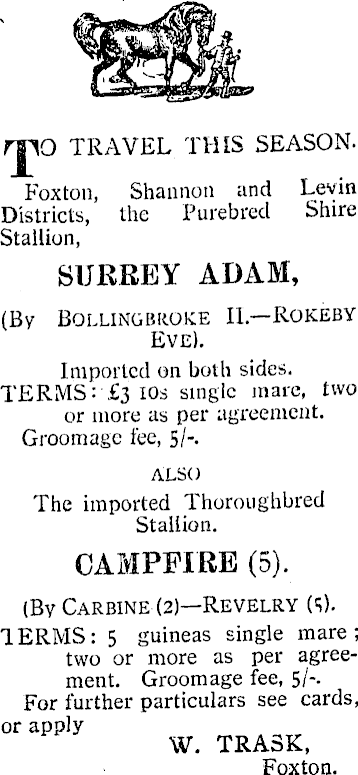 TO TRAVEL THIS SEASON.
Foxton, Shannon and Levin
Districts, the Purebred Shire
Stallion,
SURREY ADAM,
(By BOLLINGBROKE II.—ROKEBY
EVE).
Imported on both sides.
TERMS: £3 10s single mare, two
or more as per agreement.
Groomage fee, 5/-.
ALSO
The imported Thoroughbred
Stallion.
CAMPFIRE (5).
(By CARBINE (2)—REVELRY (5).
TERMS: 5 guineas single mare;
two or more as per agree-
ment. Groomage fee, 5/-.
For further particulars see cards,
or apply
W. TRASK,
Foxton.